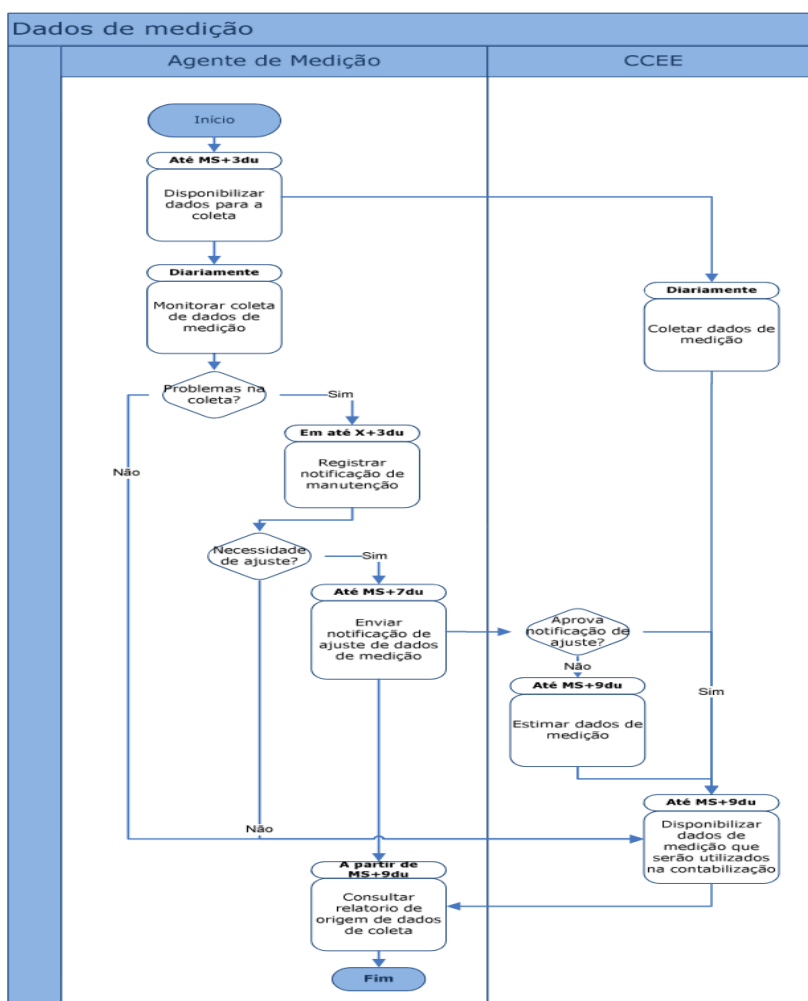 Dados de medição
Agente de Medição
CCEE
Início
Até MS+3du
Disponibilizar
dados para a
coleta
Diariamente
Monitorar coleta
de dados de
medição
Diariamente
Coletar dados de
medição
Problemas na
coleta?
Sim
Não
Em até X+3du
Registrar
notificação de
manutenção
Necessidade
de ajuste?
Sim
Não
Até MS+7du
Enviar
notificação de
ajuste de dados
de medição
Aprova
notificação de
ajuste?
Não
Sim
Até MS+9du
Estimar dados de
medição
Até MS+9du
Disponibilizar
dados de
medição que
serão utilizados
na contabilização
A partir de
MS+9du
Consultar
relatorio de
origem de dados
de coleta
Fim